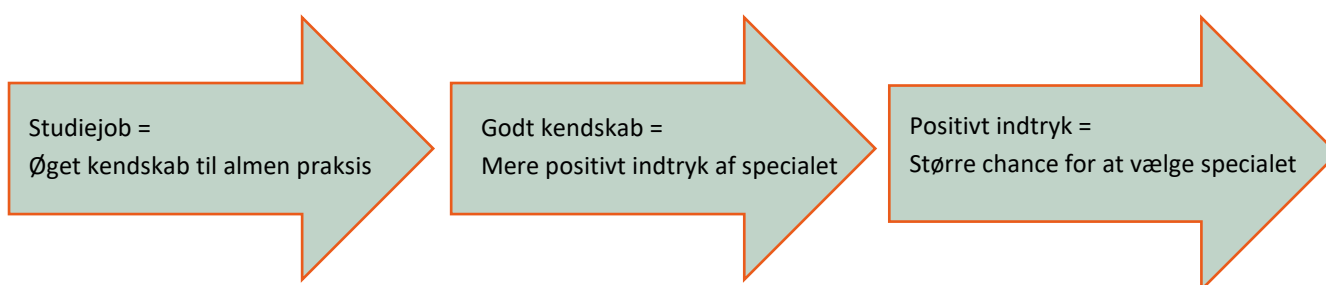 Studiejob =
Øget kendskab til almen praksis
Godt kendskab =
Mere positivt indtryk af specialet
Positivt indtryk =
Større chance for at vælge specialet